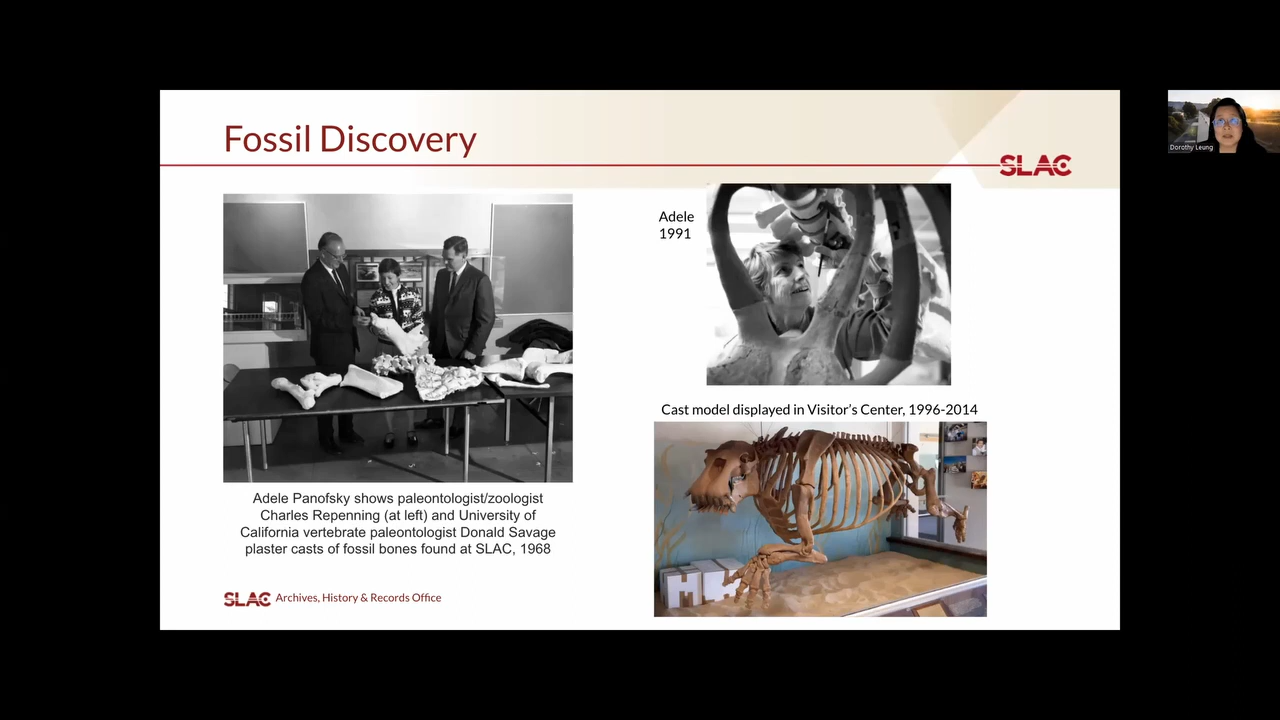 Fossil Discovery
SLAC
Adele
1991
Cast model displayed in Visitor's Center, 1996-2014
Adele Panofsky shows paleontologist/zoologist
Charles Repenning (at left) and University of
California vertebrate paleontologist Donald Savage
plaster casts of fossil bones found at SLAC, 1968
SLAC Archives, History & Records Office
Dorothy Leung